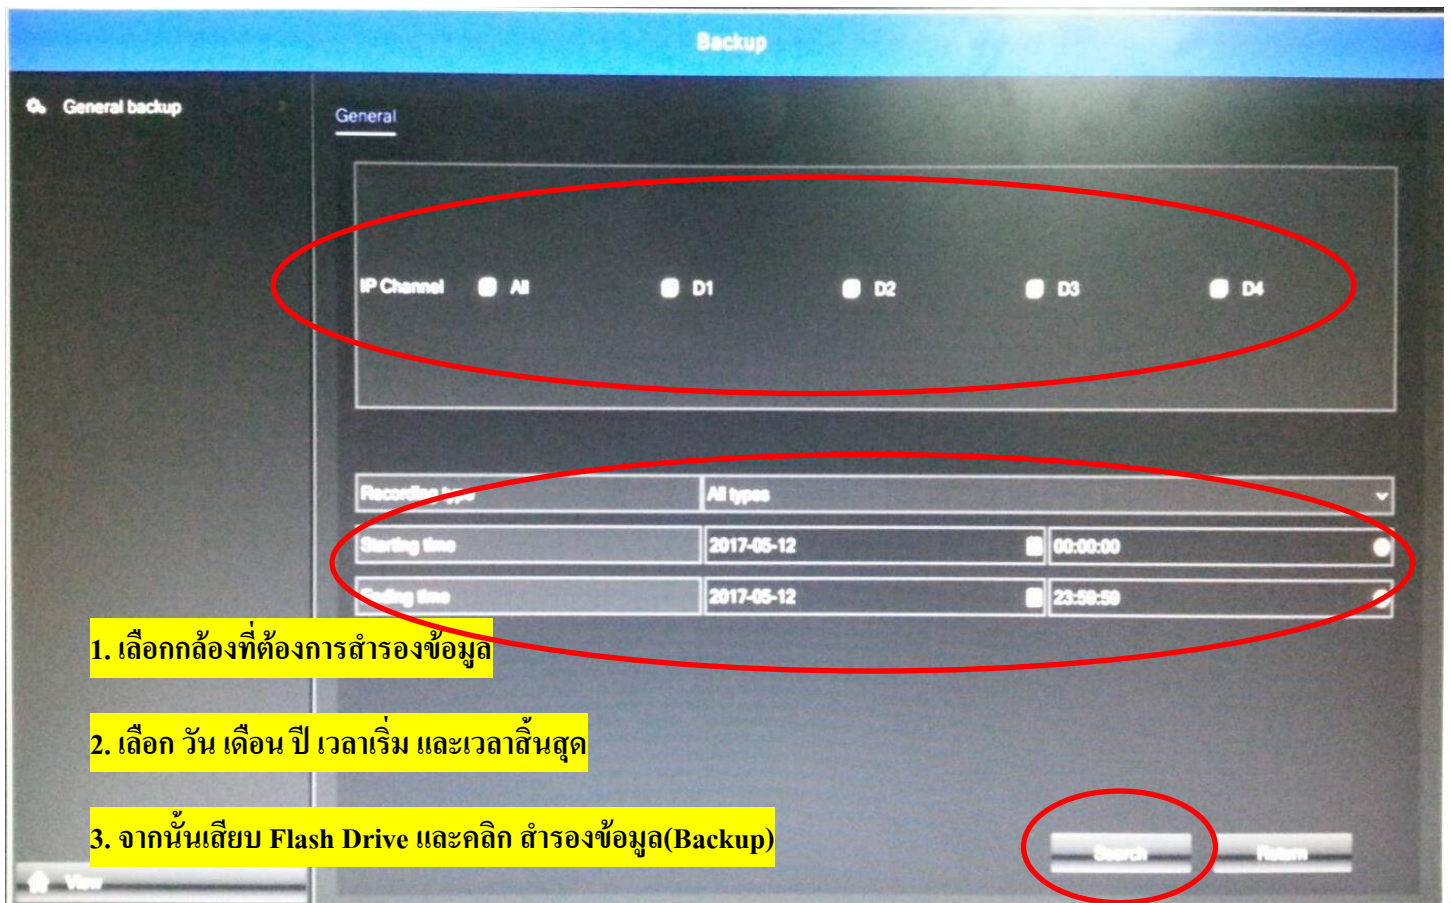 Backup
General backup
General
IP Channel All D1 D2 D3 D4
Recording type All types
Starting time 2017-05-12 00:00:00
Ending time 2017-05-12 23:59:59
1. เลือกกล้องที่ต้องการสำรองข้อมูล
2. เลือก วัน เดือน ปี เวลาเริ่ม และเวลาสิ้นสุด
3. จากนั้นเสียบ Flash Drive และคลิก สำรองข้อมูล(Backup)
Search Return
View